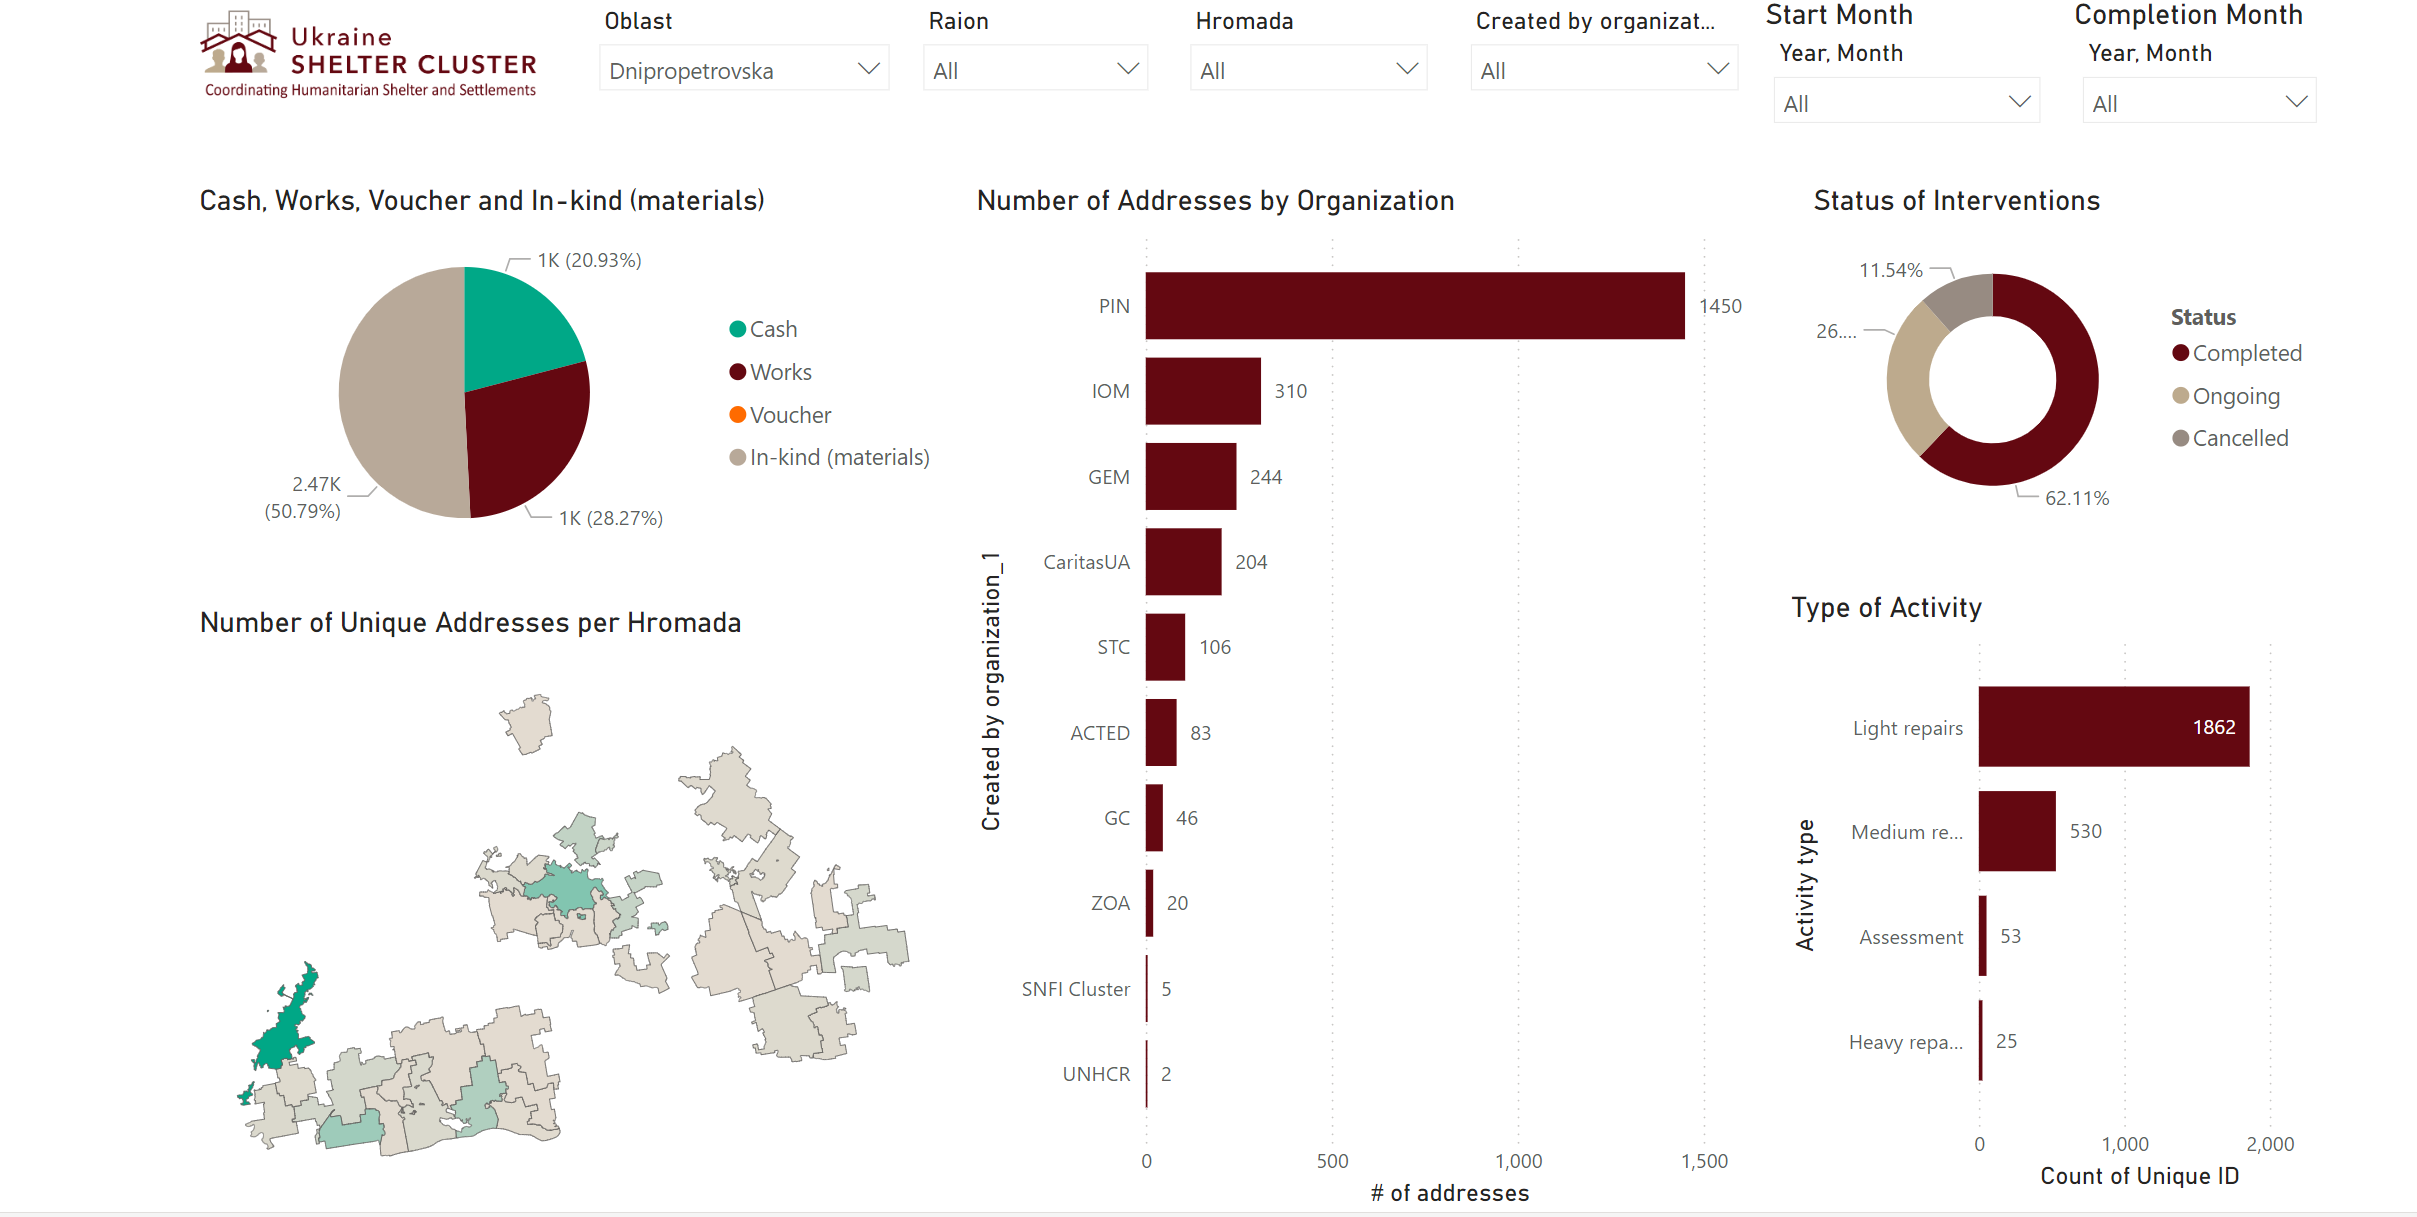 Ukraine
SHELTER CLUSTER
Coordinating Humanitarian Shelter and Settlements
Oblast
Dnipropetrovska
Raion
All
Hromada
All
Created by organizat...
All
Start Month
Year, Month
All
Completion Month
Year, Month
All
Cash, Works, Voucher and In-kind (materials)
1K (20.93%)
2.47K
(50.79%)
1K (28.27%)
Cash
Works
Voucher
In-kind (materials)
Number of Unique Addresses per Hromada
Number of Addresses by Organization
Created by organization_1
PIN 1450
IOM 310
GEM 244
CaritasUA 204
STC 106
ACTED 83
GC 46
ZOA 20
SNFI Cluster 5
UNHCR 2
0 500 1,000 1,500
# of addresses
Status of Interventions
11.54%
26....
62.11%
Status
Completed
Ongoing
Cancelled
Type of Activity
Activity type
Light repairs 1862
Medium re... 530
Assessment 53
Heavy repa... 25
0 1,000 2,000
Count of Unique ID